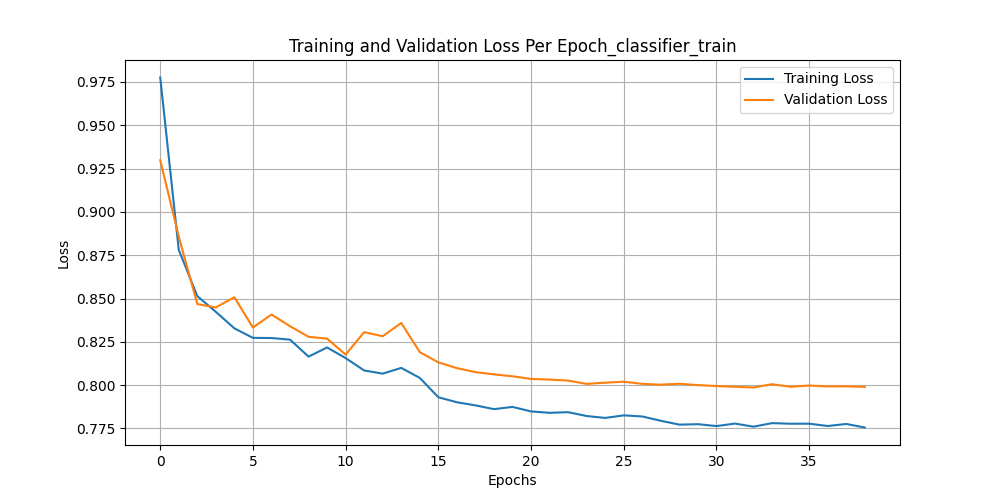 Training and Validation Loss Per Epoch_classifier_train
Training Loss
Validation Loss
0.975
0.950
0.925
0.900
0.875
0.850
0.825
0.800
0.775
Loss
0 5 10 15 20 25 30 35
Epochs